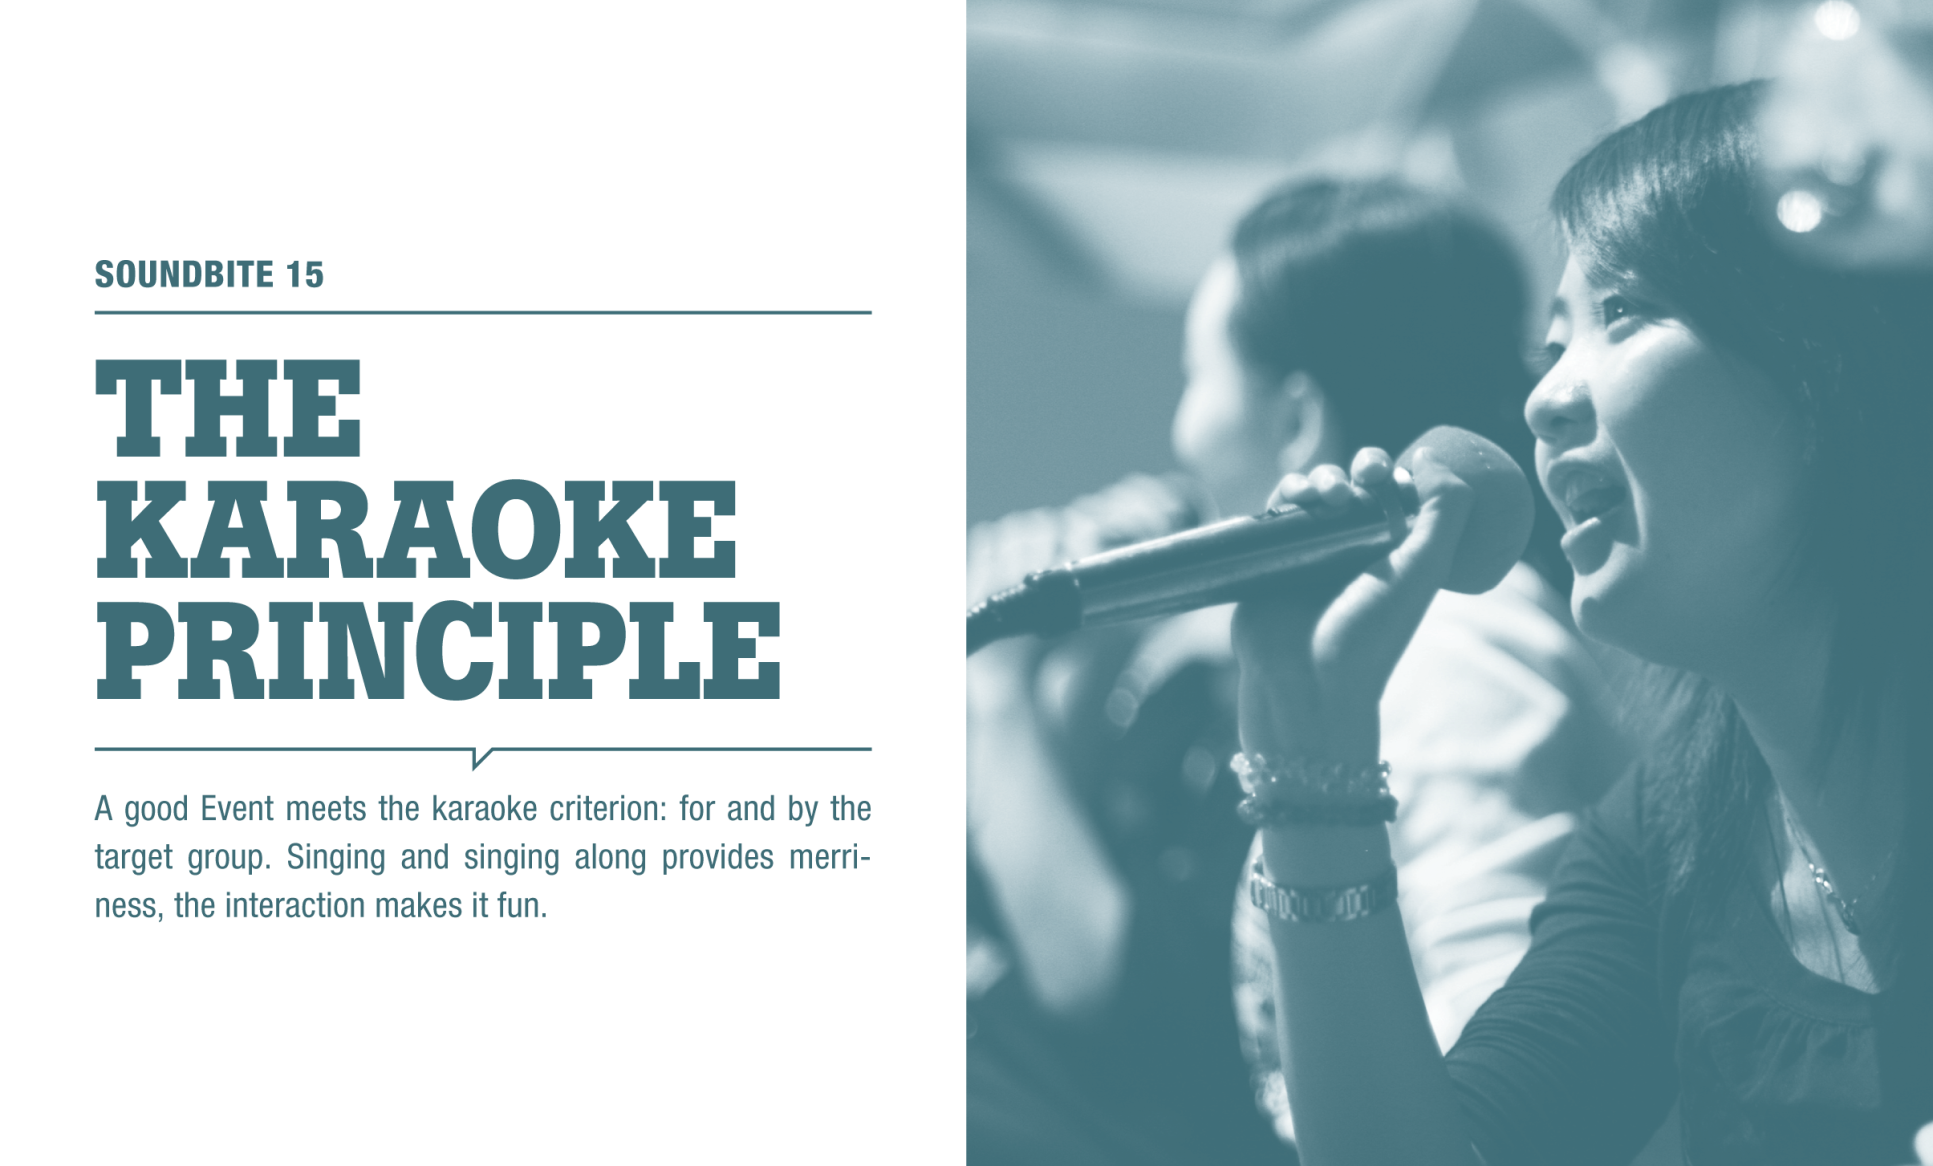 SOUNDBITE 15
THE
KARAOKE
PRINCIPLE
A good Event meets the karaoke criterion: for and by the
target group. Singing and singing along provides merri-
ness, the interaction makes it fun.